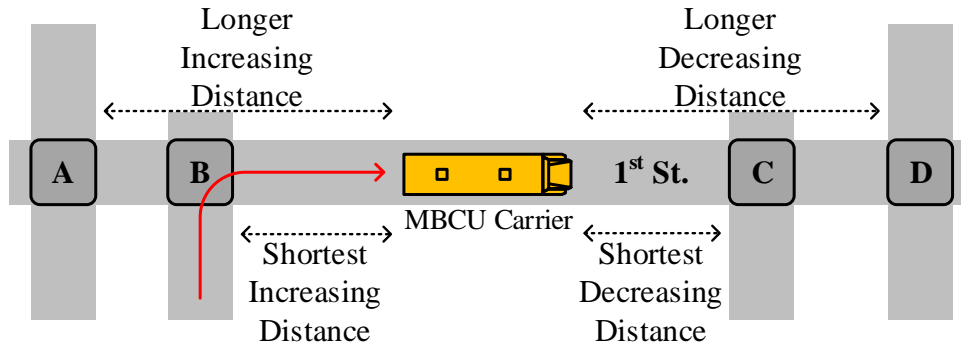 Longer
Increasing
Distance
Longer
Decreasing
Distance
A
B
1st St.
C
D
MBCU Carrier
Shortest
Increasing
Distance
Shortest
Decreasing
Distance